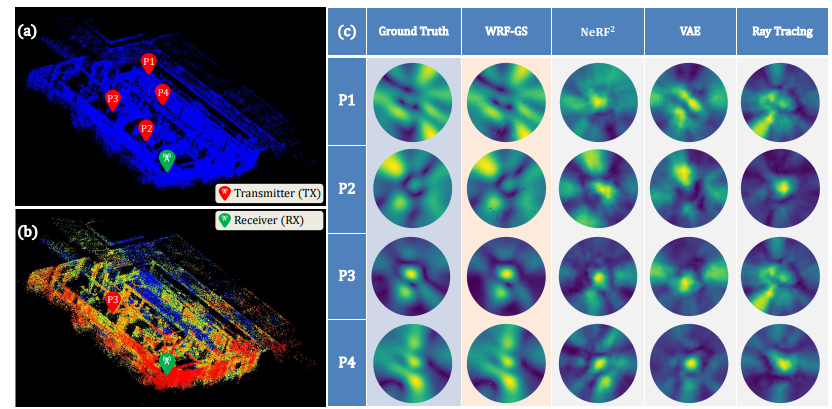 (a)
P1
P4
P3
P2
Transmitter (TX)
Receiver (RX)
(b)
P3
(c) Ground Truth WRF-GS NeRF² VAE Ray Tracing
P1
P2
P3
P4